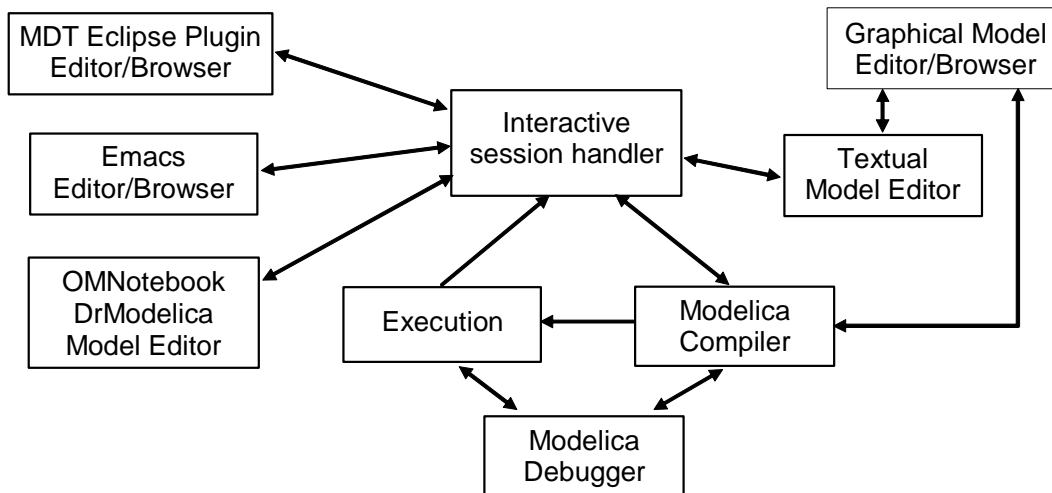 MDT Eclipse Plugin
Editor/Browser
Graphical Model
Editor/Browser
Interactive
session handler
Emacs
Editor/Browser
Textual
Model Editor
OMNotebook
DrModelica
Model Editor
Execution
Modelica
Compiler
Modelica
Debugger